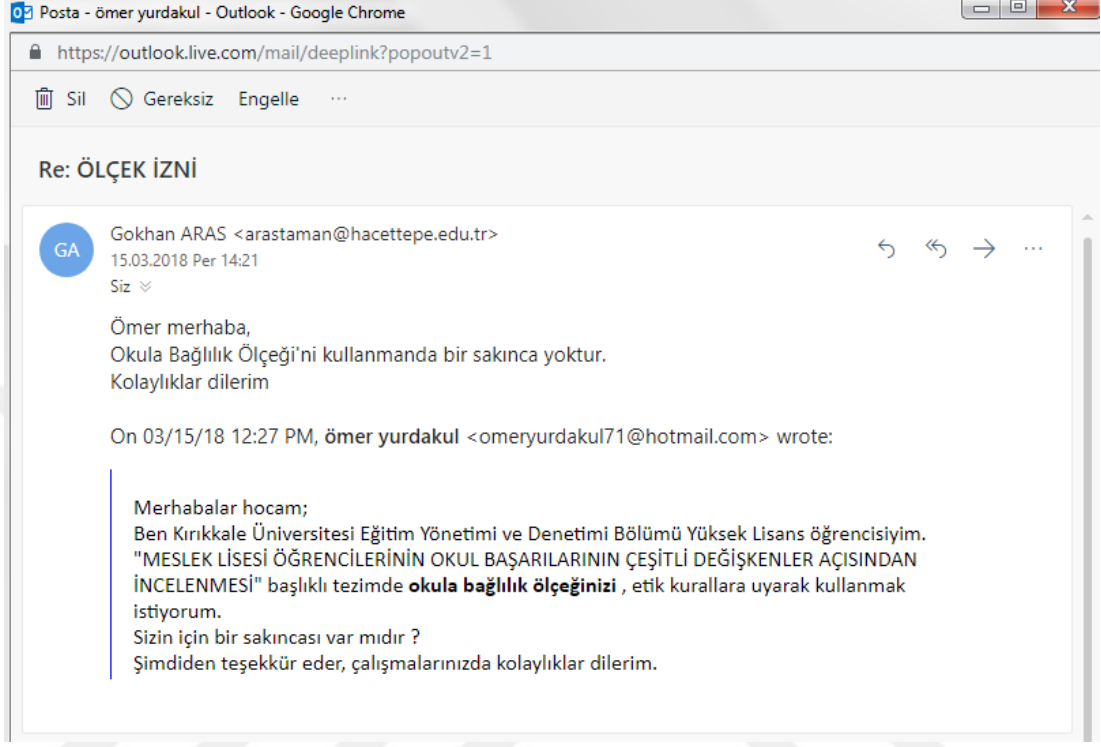 Posta - ömer yurdakul - Outlook - Google Chrome
https://outlook.live.com/mail/deeplink?popoutv2=1
Sil Gereksiz Engelle ...
Re: ÖLÇEK İZNİ
GA
Gokhan ARAS <arastaman@hacettepe.edu.tr>
15.03.2018 Per 14:21
Siz
Ömer merhaba,
Okula Bağlılık Ölçeği'ni kullanmanda bir sakınca yoktur.
Kolaylıklar dilerim
On 03/15/18 12:27 PM, ömer yurdakul <omeryurdakul71@hotmail.com> wrote:
Merhabalar hocam;
Ben Kırıkkale Üniversitesi Eğitim Yönetimi ve Denetimi Bölümü Yüksek Lisans öğrencisiyim.
"MESLEK LİSESİ ÖĞRENCİLERİNİN OKUL BAŞARILARININ ÇEŞİTLİ DEĞİŞKENLER AÇISINDAN
İNCELENMESİ" başlıklı tezimde okula bağlılık ölçeğinizi , etik kurallara uyarak kullanmak
istiyorum.
Sizin için bir sakıncası var mıdır ?
Şimdiden teşekkür eder, çalışmalarınızda kolaylıklar dilerim.